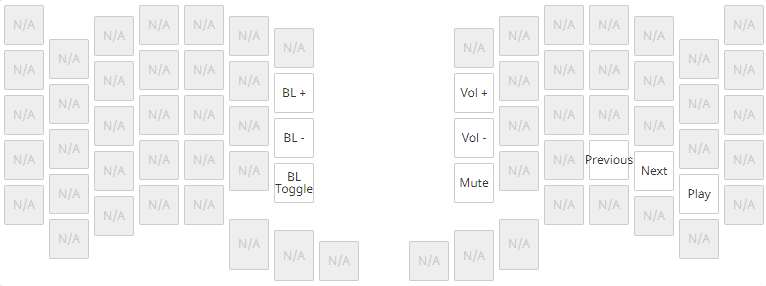 N/A N/A N/A N/A N/A N/A N/A N/A N/A N/A N/A N/A N/A N/A
N/A N/A N/A N/A N/A N/A BL + Vol + N/A N/A N/A N/A N/A N/A
N/A N/A N/A N/A N/A N/A BL - Vol - N/A N/A N/A N/A N/A N/A
N/A N/A N/A N/A N/A N/A BL Toggle Mute N/A N/A Previous Next Play N/A
N/A N/A N/A N/A N/A N/A N/A N/A N/A N/A
N/A N/A N/A N/A N/A N/A